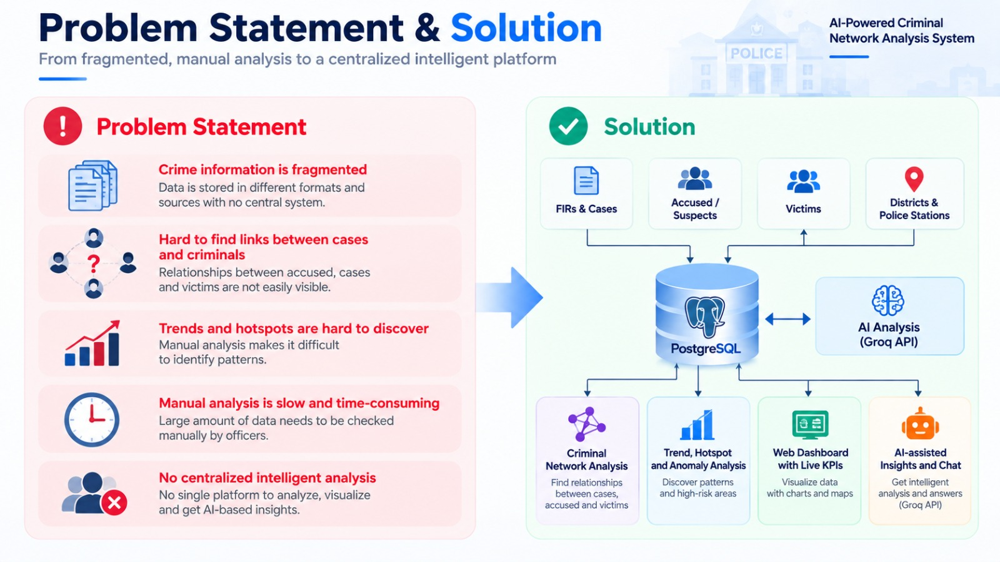 Problem Statement & Solution
From fragmented, manual analysis to a centralized intelligent platform
POLICE
AI-Powered Criminal
Network Analysis System
Problem Statement
Crime information is fragmented
Data is stored in different formats and
sources with no central system.
Hard to find links between cases
and criminals
Relationships between accused, cases
and victims are not easily visible.
Trends and hotspots are hard to discover
Manual analysis makes it difficult
to identify patterns.
Manual analysis is slow and time-consuming
Large amount of data needs to be checked
manually by officers.
No centralized intelligent analysis
No single platform to analyze, visualize
and get AI-based insights.
Solution
FIRs & Cases
Accused /
Suspects
Victims
Districts &
Police Stations
PostgreSQL
AI Analysis
(Groq API)
Criminal
Network Analysis
Find relationships
between cases,
accused and victims
Trend, Hotspot
and Anomaly Analysis
Discover patterns
and high-risk areas
Web Dashboard
with Live KPIs
Visualize data
with charts and maps
AI-assisted
Insights and Chat
Get intelligent
analysis and answers
(Groq API)